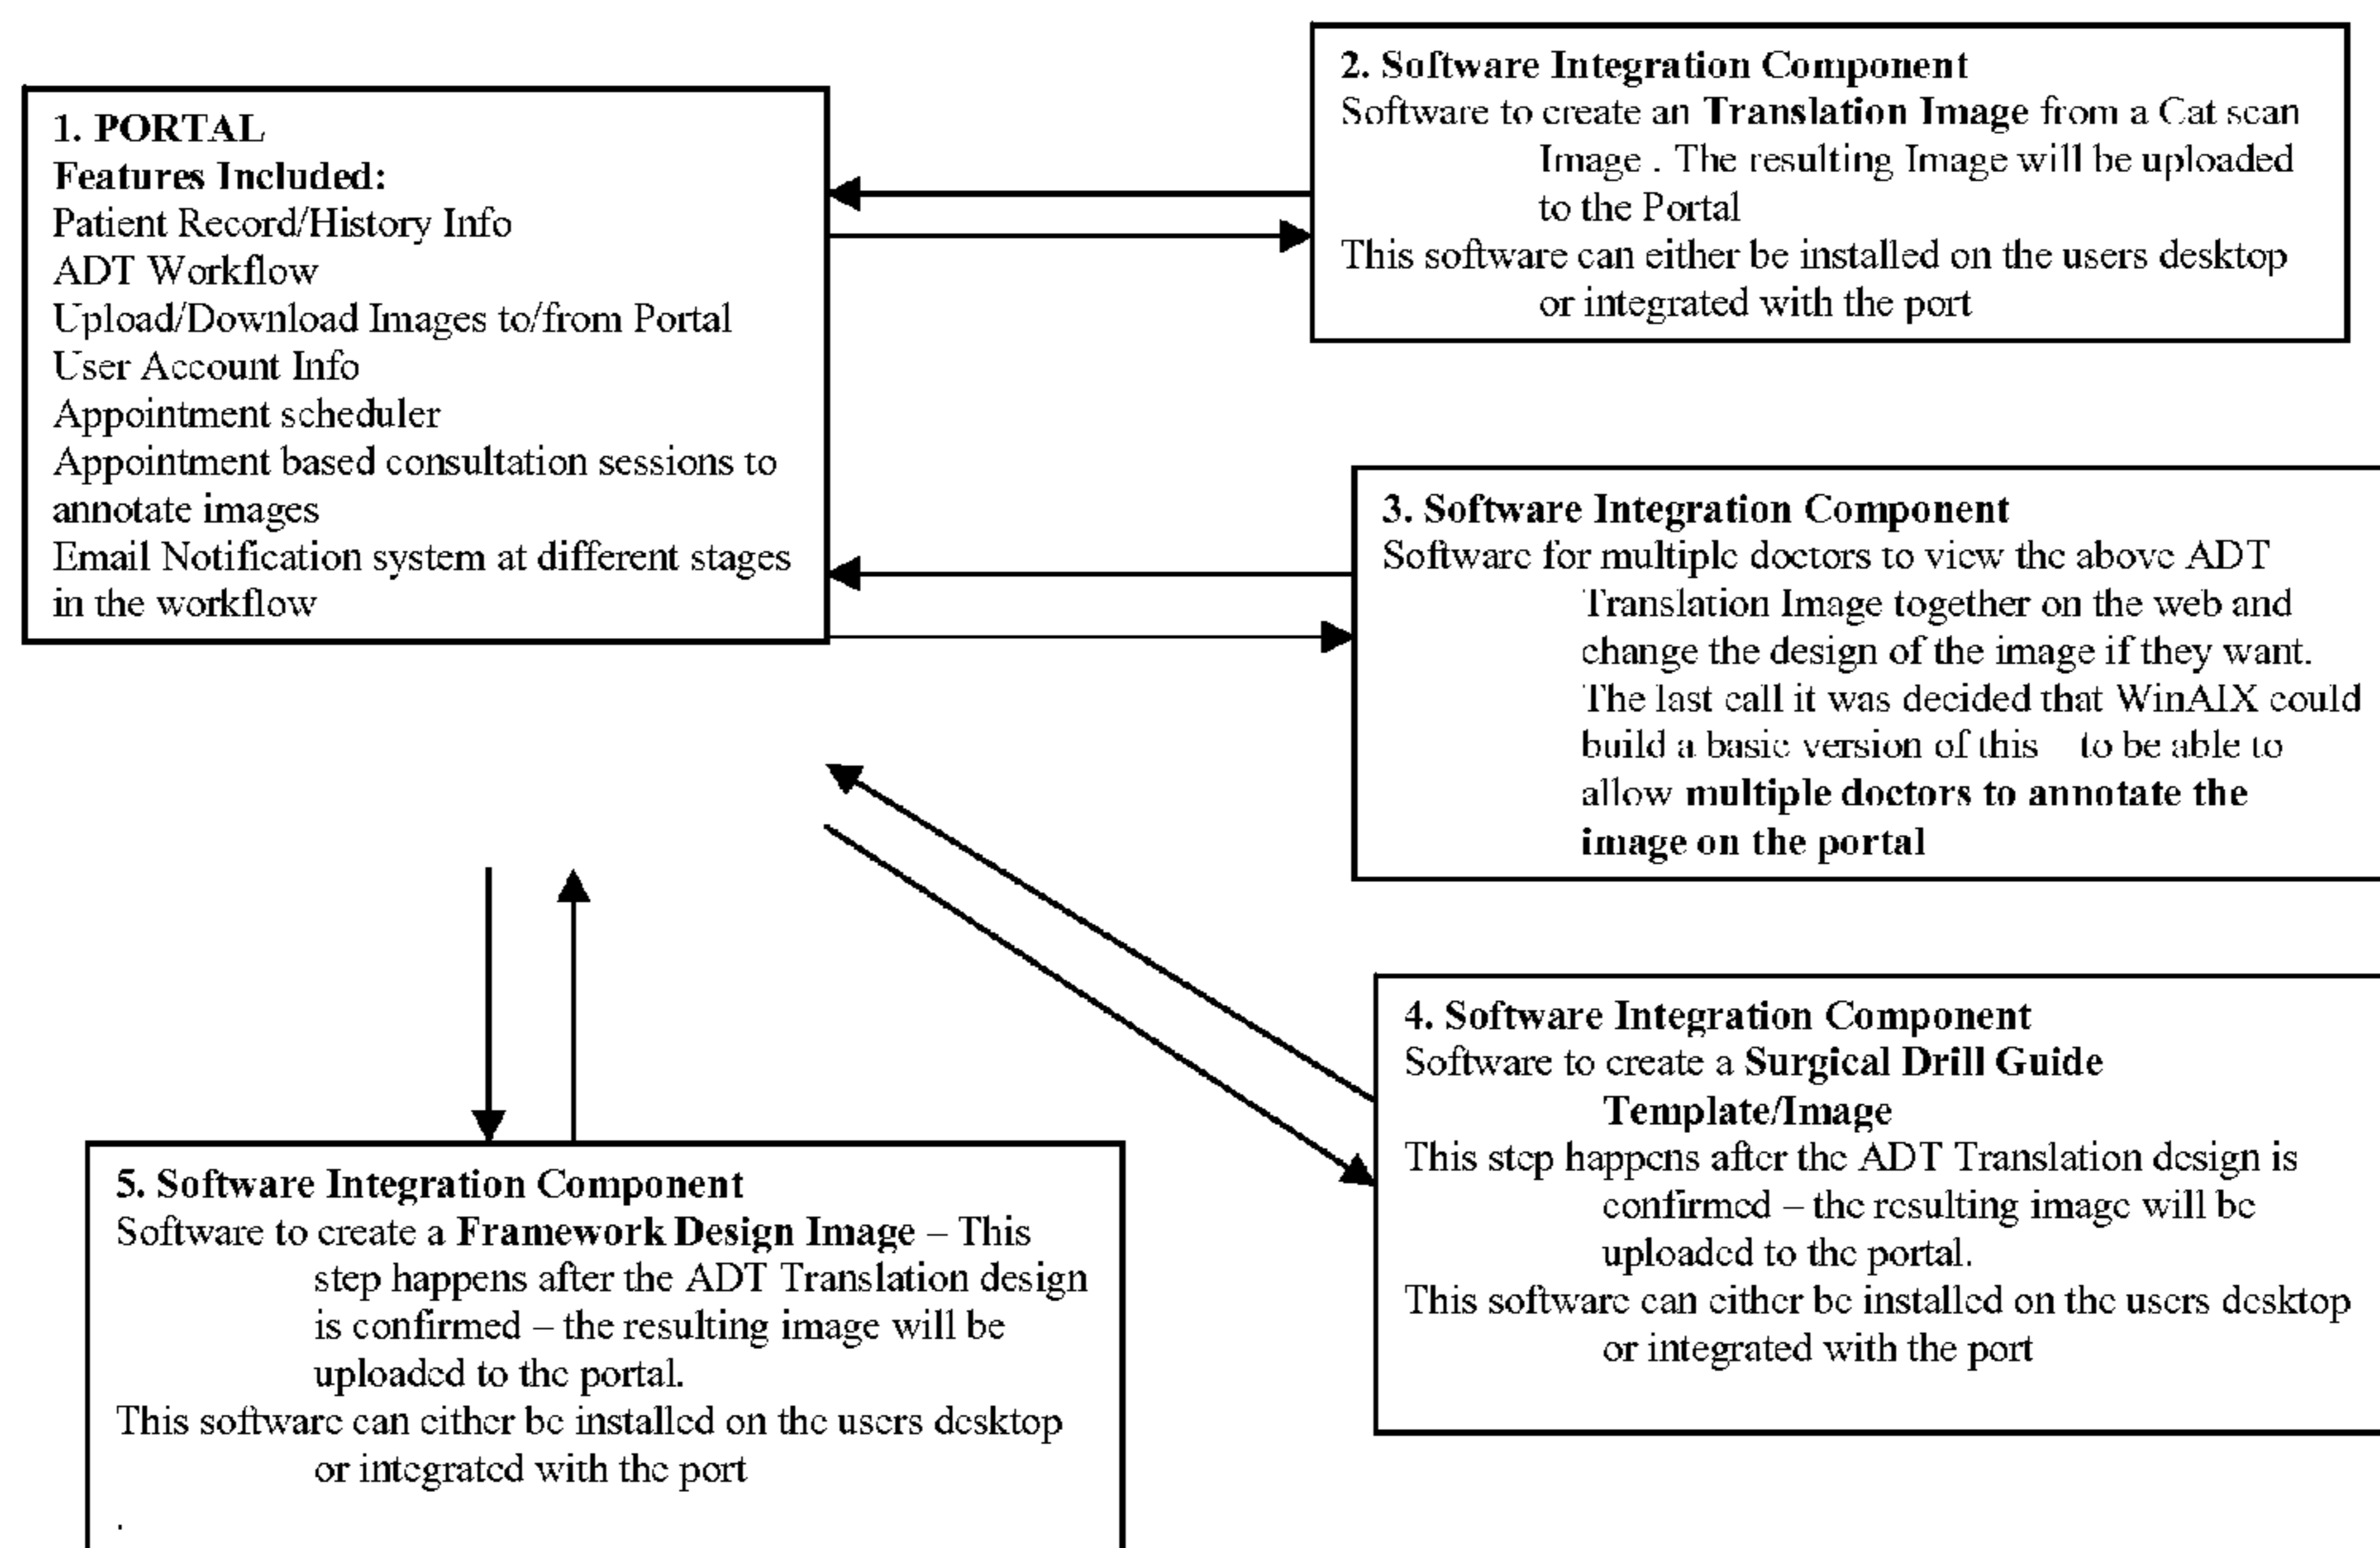 1. PORTAL
Features Included:
Patient Record/History Info
ADT Workflow
Upload/Download Images to/from Portal
User Account Info
Appointment scheduler
Appointment based consultation sessions to
annotate images
Email Notification system at different stages
in the workflow
2. Software Integration Component
Software to create an Translation Image from a Cat scan
Image . The resulting Image will be uploaded
to the Portal
This software can either be installed on the users desktop
or integrated with the port
3. Software Integration Component
Software for multiple doctors to view the above ADT
Translation Image together on the web and
change the design of the image if they want.
The last call it was decided that WinAIX could
build a basic version of this to be able to
allow multiple doctors to annotate the
image on the portal
4. Software Integration Component
Software to create a Surgical Drill Guide
Template/Image
This step happens after the ADT Translation design is
confirmed – the resulting image will be
uploaded to the portal.
This software can either be installed on the users desktop
or integrated with the port
5. Software Integration Component
Software to create a Framework Design Image – This
step happens after the ADT Translation design
is confirmed – the resulting image will be
uploaded to the portal.
This software can either be installed on the users desktop
or integrated with the port
.